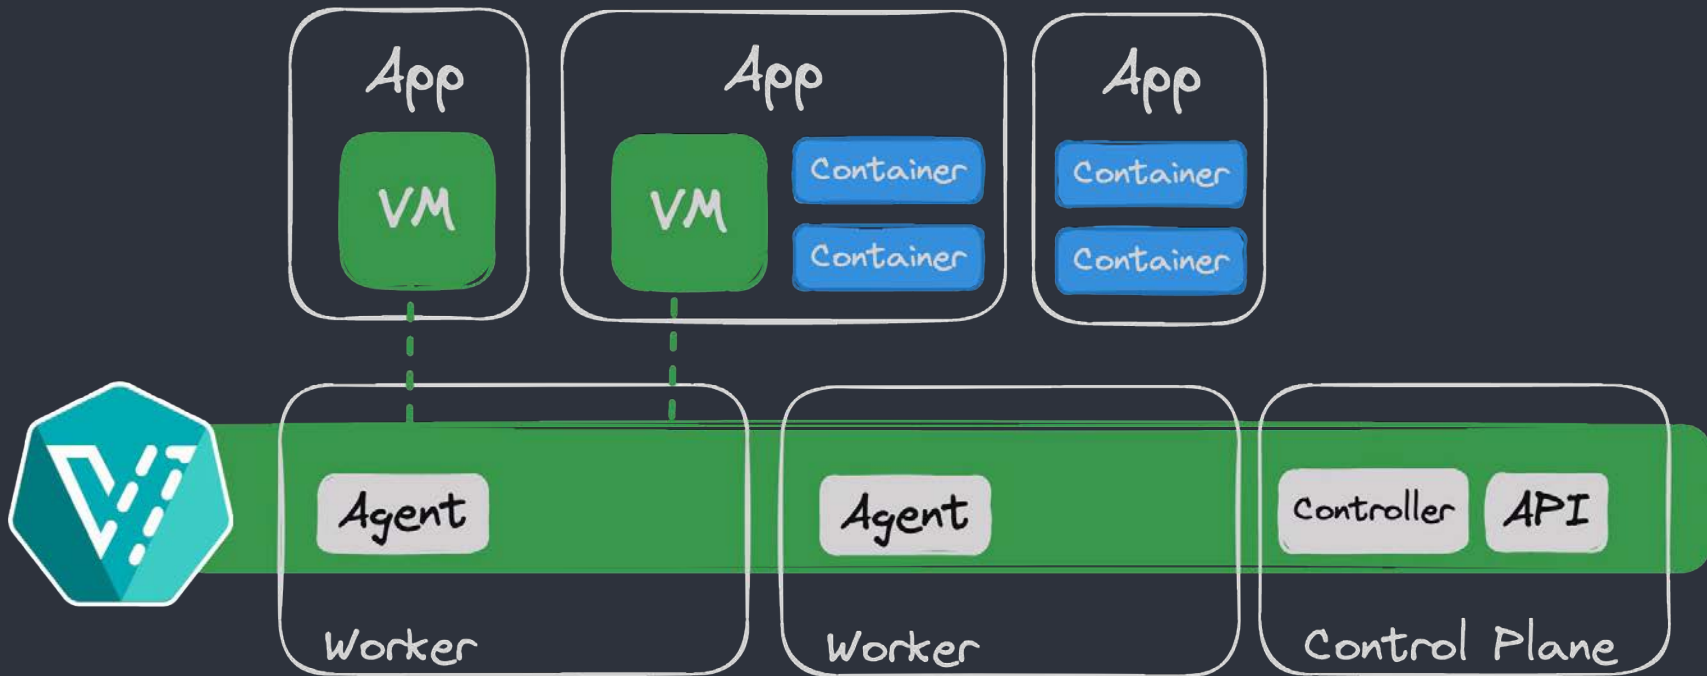 App
App
App
VM
VM
Container
Container
Container
Container
Agent
Agent
Controller
API
Worker
Worker
Control Plane